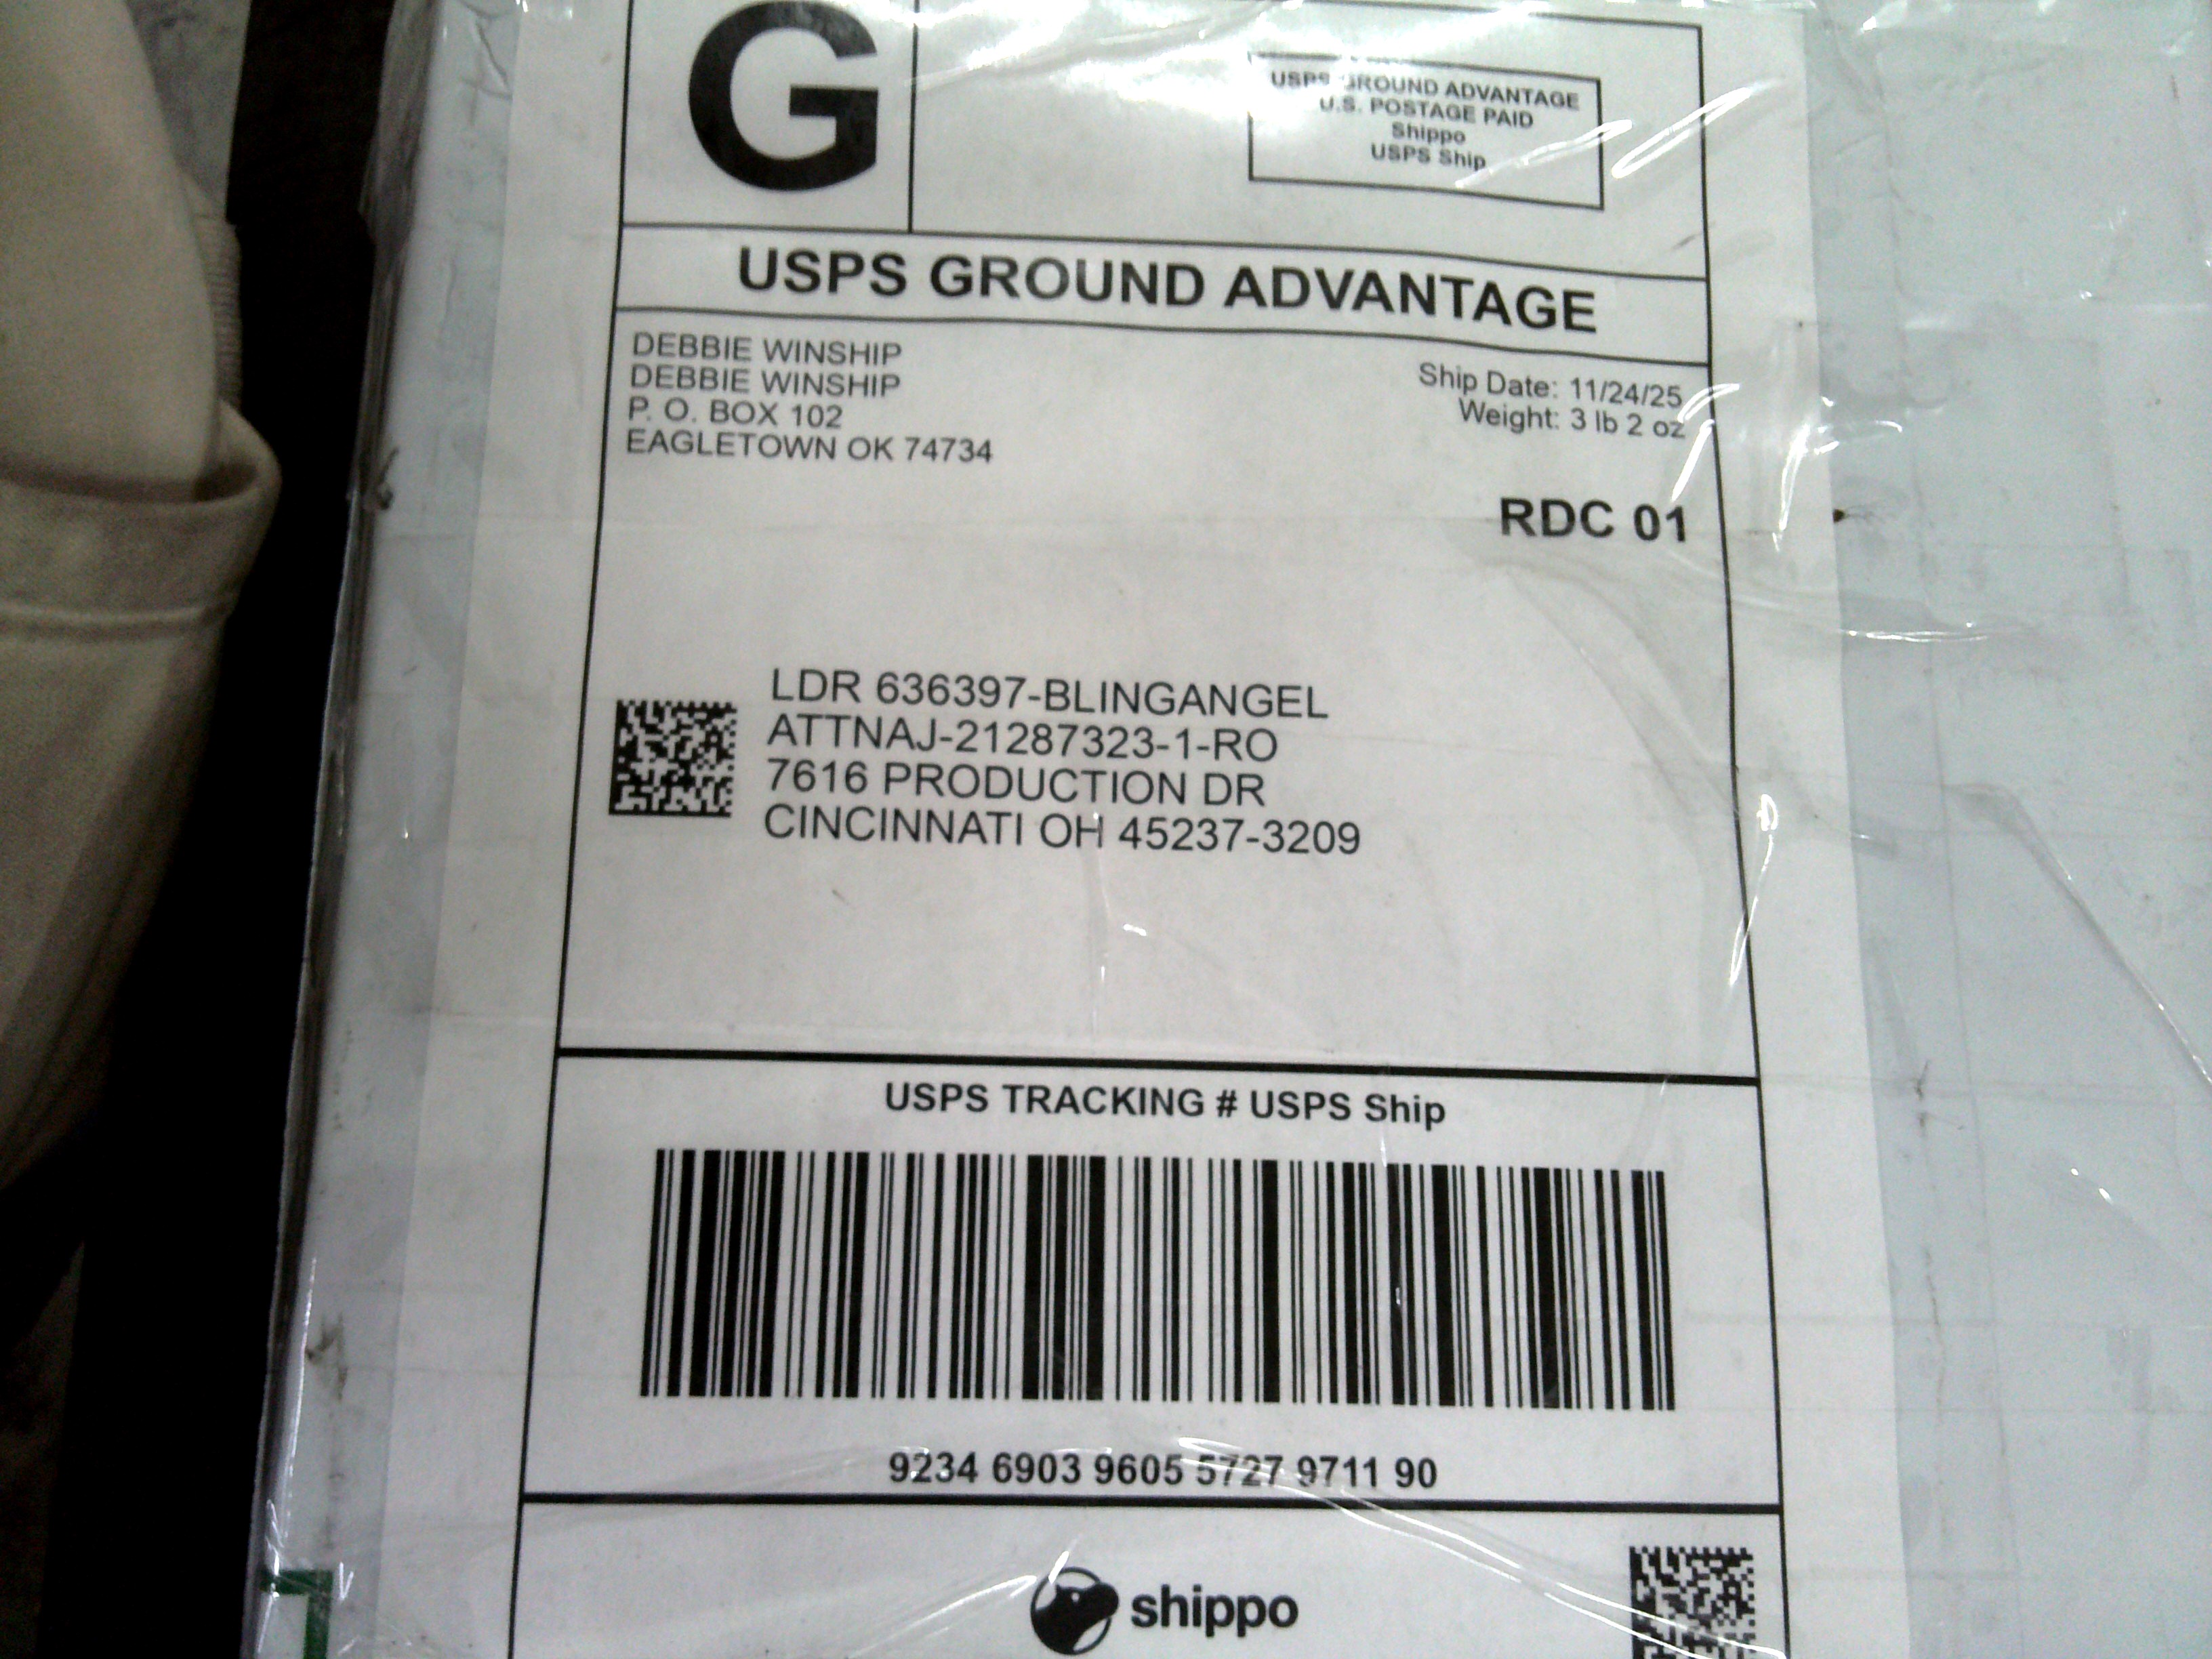 G
USPS GROUND ADVANTAGE
U.S. POSTAGE PAID
Shippo
USPS Ship
USPS GROUND ADVANTAGE
DEBBIE WINSHIP
DEBBIE WINSHIP
P. O. BOX 102
EAGLETOWN OK 74734
Ship Date: 11/24/25
Weight: 3 lb 2 oz
RDC 01
LDR 636397-BLINGANGEL
ATTNAJ-21287323-1-RO
7616 PRODUCTION DR
CINCINNATI OH 45237-3209
USPS TRACKING # USPS Ship
9234 6903 9605 5727 9711 90
shippo